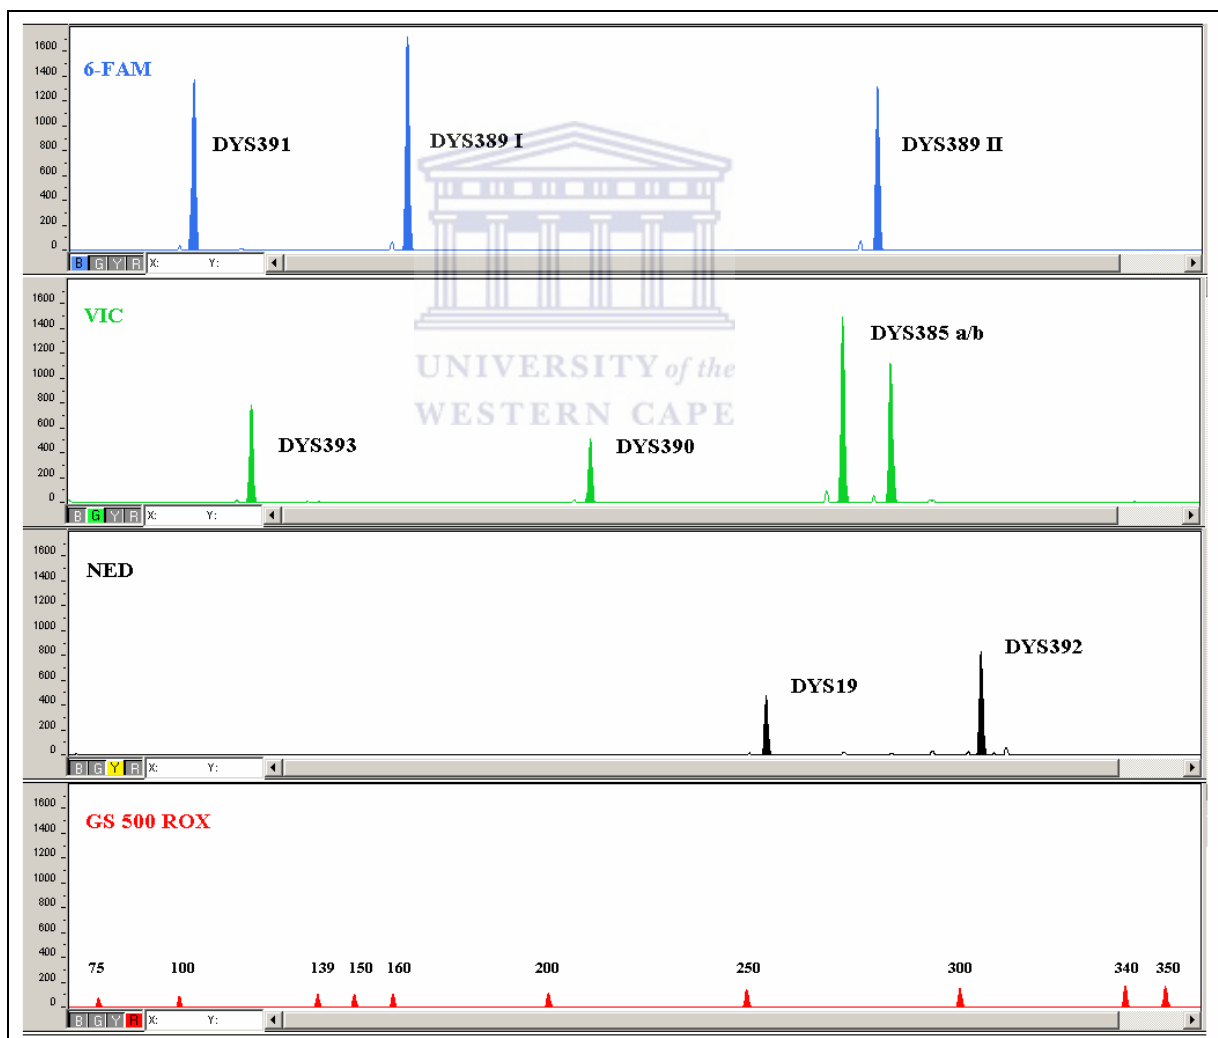 1600
1400
1200
1000
800
600
400
200
0
6-FAM
DYS391
DYS389 I
DYS389 II
B G Y R X: Y:
1600
1400
1200
1000
800
600
400
200
0
VIC
DYS385 a/b
UNIVERSITY of the
WESTERN CAPE
DYS393
DYS390
B G Y R X: Y:
1600
1400
1200
1000
800
600
400
200
0
NED
DYS392
DYS19
B G Y R X: Y:
1600
1400
1200
1000
800
600
400
200
0
GS 500 ROX
75 100 139 150 160 200 250 300 340 350
B G Y R X: Y: